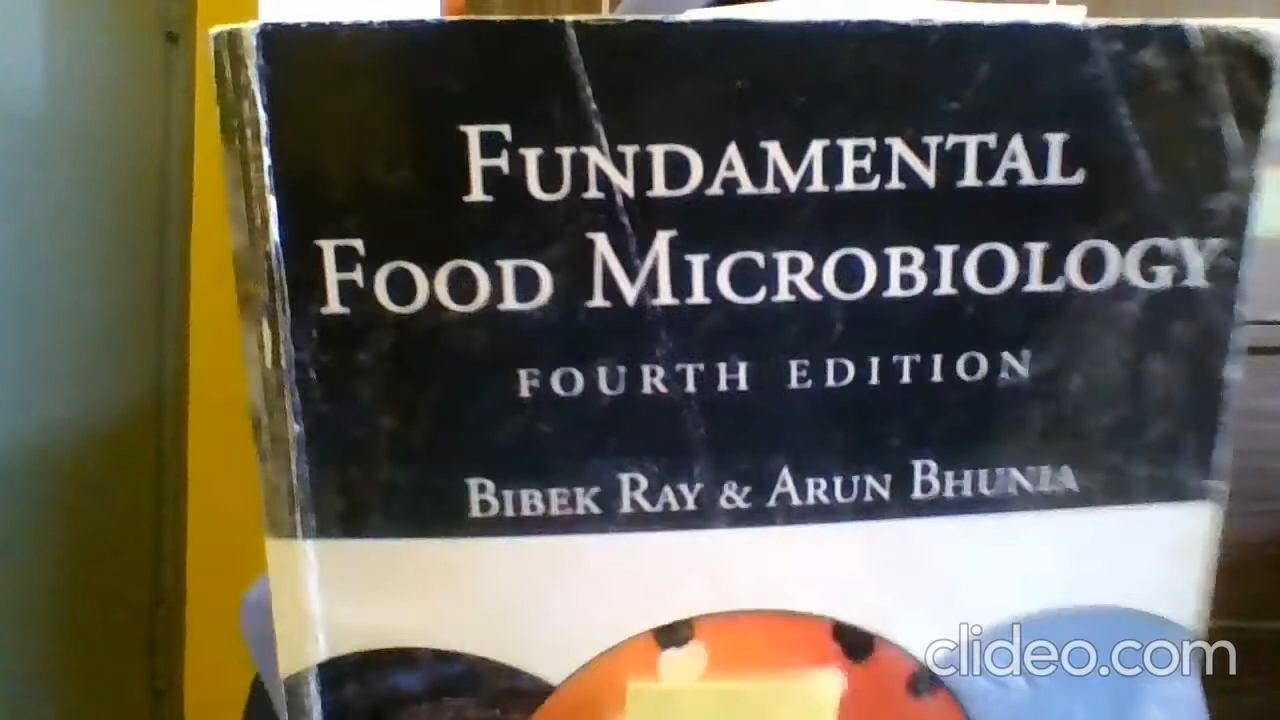 FUNDAMENTAL
FOOD MICROBIOLOGY
FOURTH EDITION
BIBEK RAY & ARUN BHUNIA
clideo.com